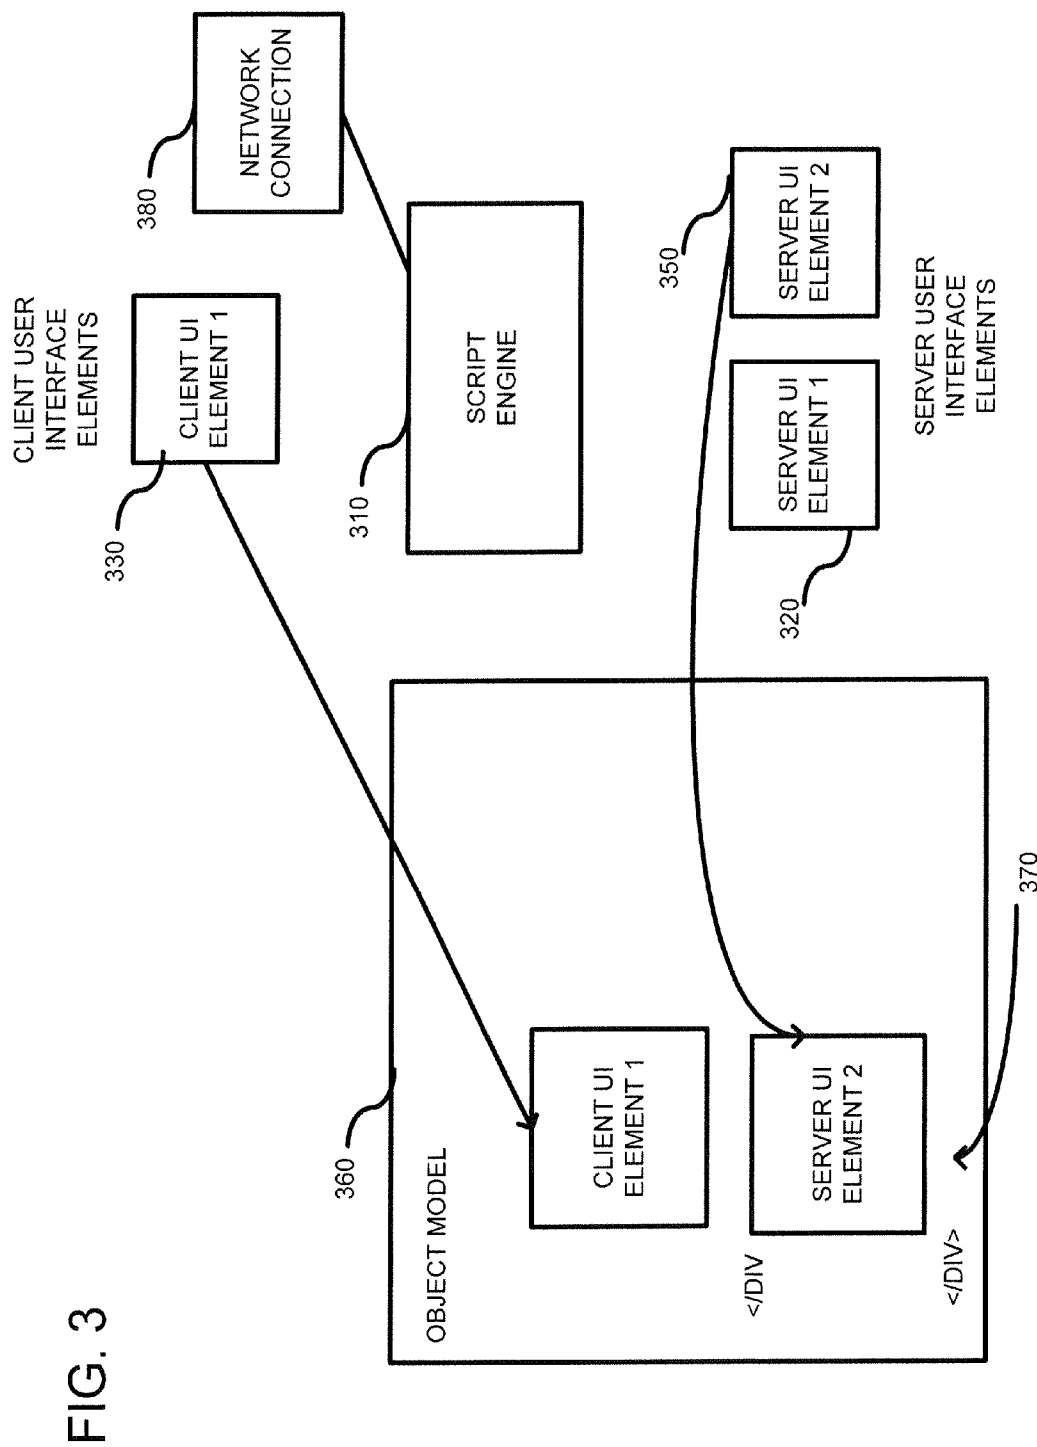 FIG. 3
OBJECT MODEL
360
CLIENT UI
ELEMENT 1
</DIV
SERVER UI
ELEMENT 2
</DIV>
370
CLIENT USER
INTERFACE
ELEMENTS
330
CLIENT UI
ELEMENT 1
380
NETWORK
CONNECTION
310
SCRIPT
ENGINE
320
SERVER UI
ELEMENT 1
350
SERVER UI
ELEMENT 2
SERVER USER
INTERFACE
ELEMENTS